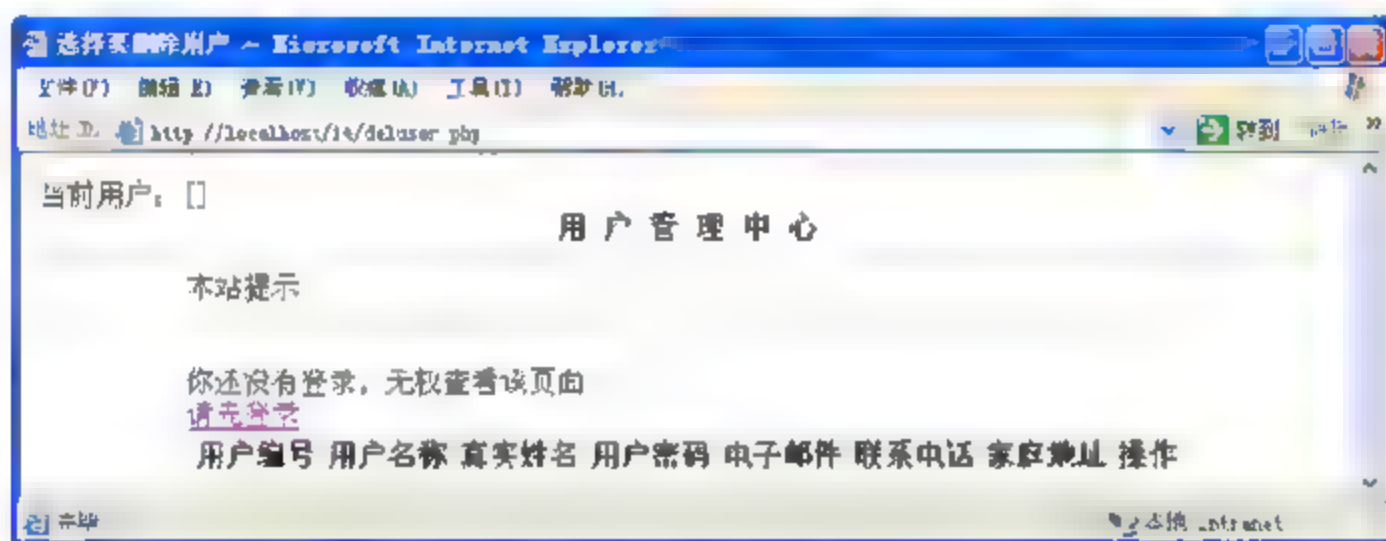 选择要删除用户 - Microsoft Internet Explorer
文件(F) 编辑(E) 查看(V) 收藏(A) 工具(T) 帮助(H)
地址(D) http://localhost/14/deluser.php 转到
当前用户：[]
用 户 管 理 中 心
本站提示
你还没有登录，无权查看该页面
请先登录
用户编号 用户名称 真实姓名 用户密码 电子邮件 联系电话 家庭地址 操作
完毕 本地 Intranet